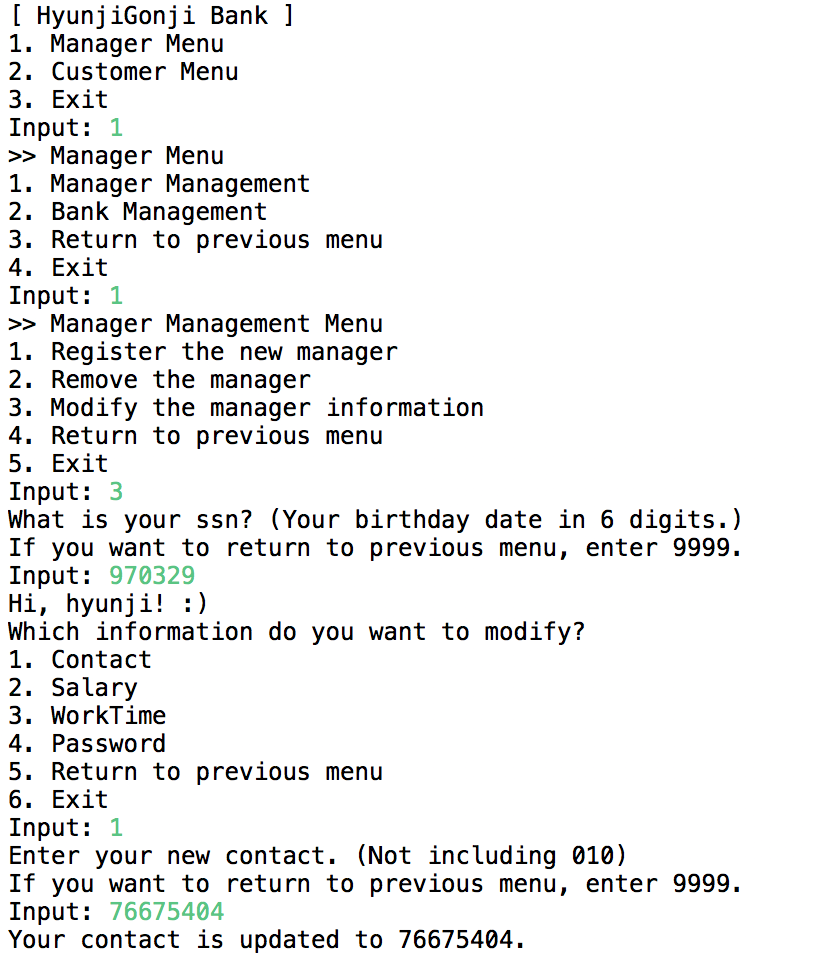 [ HyunjiGonji Bank ]
1. Manager Menu
2. Customer Menu
3. Exit
Input: 1
>> Manager Menu
1. Manager Management
2. Bank Management
3. Return to previous menu
4. Exit
Input: 1
>> Manager Management Menu
1. Register the new manager
2. Remove the manager
3. Modify the manager information
4. Return to previous menu
5. Exit
Input: 3
What is your ssn? (Your birthday date in 6 digits.)
If you want to return to previous menu, enter 9999.
Input: 970329
Hi, hyunji! :)
Which information do you want to modify?
1. Contact
2. Salary
3. WorkTime
4. Password
5. Return to previous menu
6. Exit
Input: 1
Enter your new contact. (Not including 010)
If you want to return to previous menu, enter 9999.
Input: 76675404
Your contact is updated to 76675404.